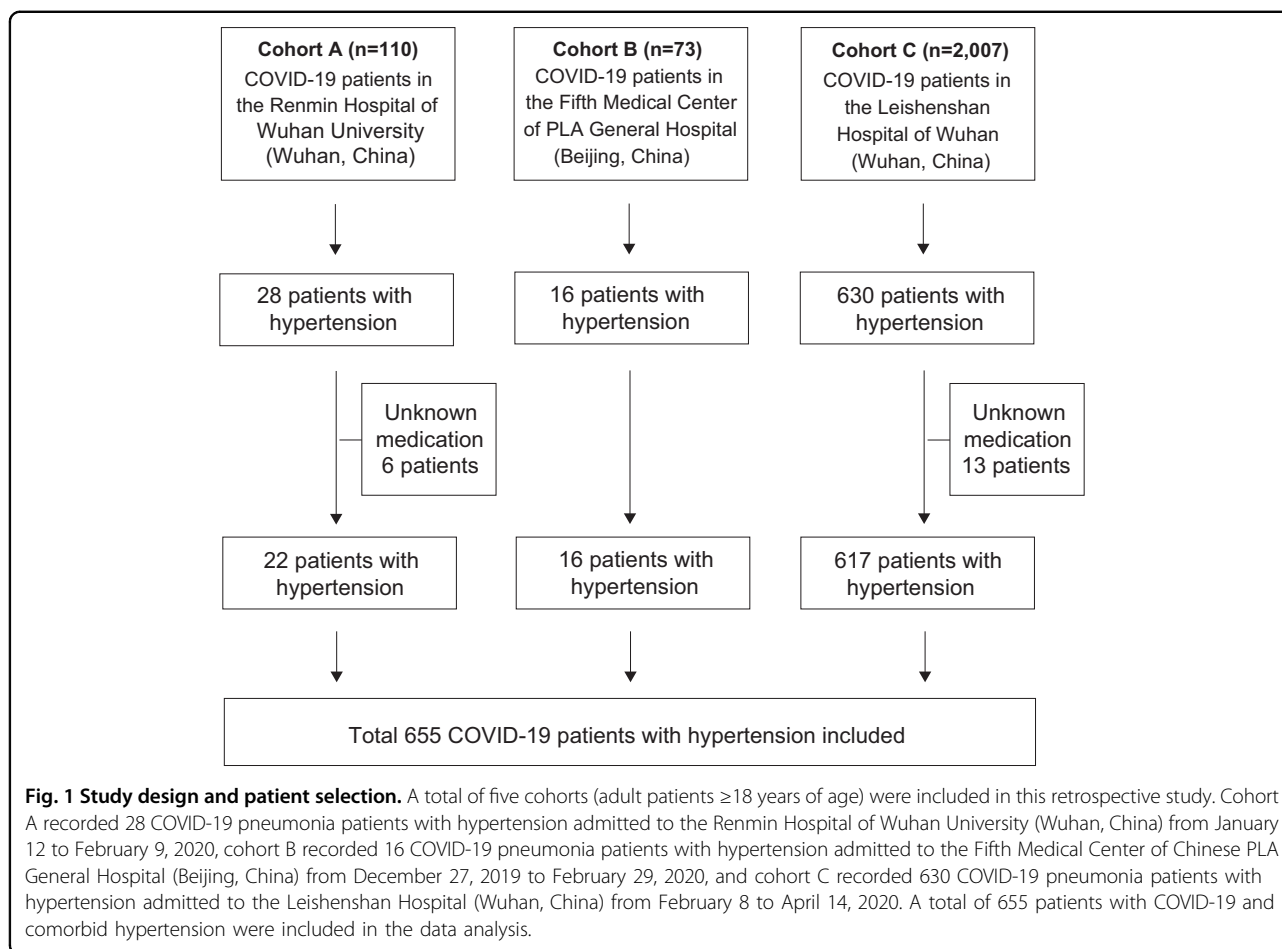 Cohort A (n=110)
COVID-19 patients in
the Renmin Hospital of
Wuhan University
(Wuhan, China)
Cohort B (n=73)
COVID-19 patients in
the Fifth Medical Center
of PLA General Hospital
(Beijing, China)
Cohort C (n=2,007)
COVID-19 patients in
the Leishenshan
Hospital of Wuhan
(Wuhan, China)
28 patients with
hypertension
16 patients with
hypertension
630 patients with
hypertension
Unknown
medication
6 patients
Unknown
medication
13 patients
22 patients with
hypertension
16 patients with
hypertension
617 patients with
hypertension
Total 655 COVID-19 patients with hypertension included
Fig. 1 Study design and patient selection. A total of five cohorts (adult patients ≥18 years of age) were included in this retrospective study. Cohort
A recorded 28 COVID-19 pneumonia patients with hypertension admitted to the Renmin Hospital of Wuhan University (Wuhan, China) from January
12 to February 9, 2020, cohort B recorded 16 COVID-19 pneumonia patients with hypertension admitted to the Fifth Medical Center of Chinese PLA
General Hospital (Beijing, China) from December 27, 2019 to February 29, 2020, and cohort C recorded 630 COVID-19 pneumonia patients with
hypertension admitted to the Leishenshan Hospital (Wuhan, China) from February 8 to April 14, 2020. A total of 655 patients with COVID-19 and
comorbid hypertension were included in the data analysis.